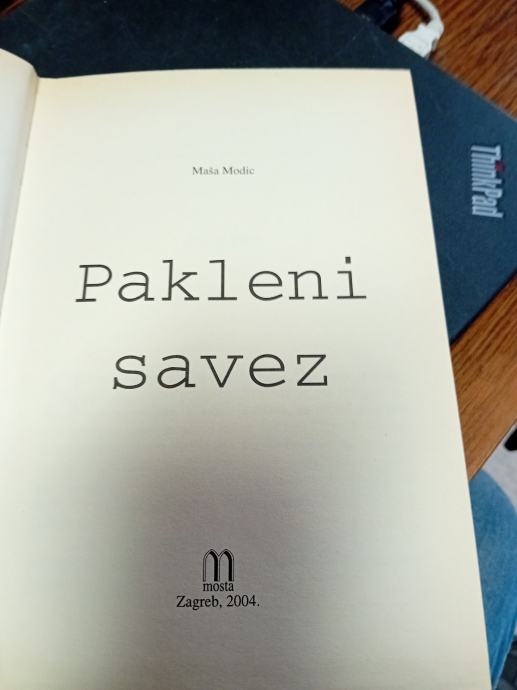 Maša Modic
Pakleni
savez
mosta
Zagreb, 2004.
ThinkPad